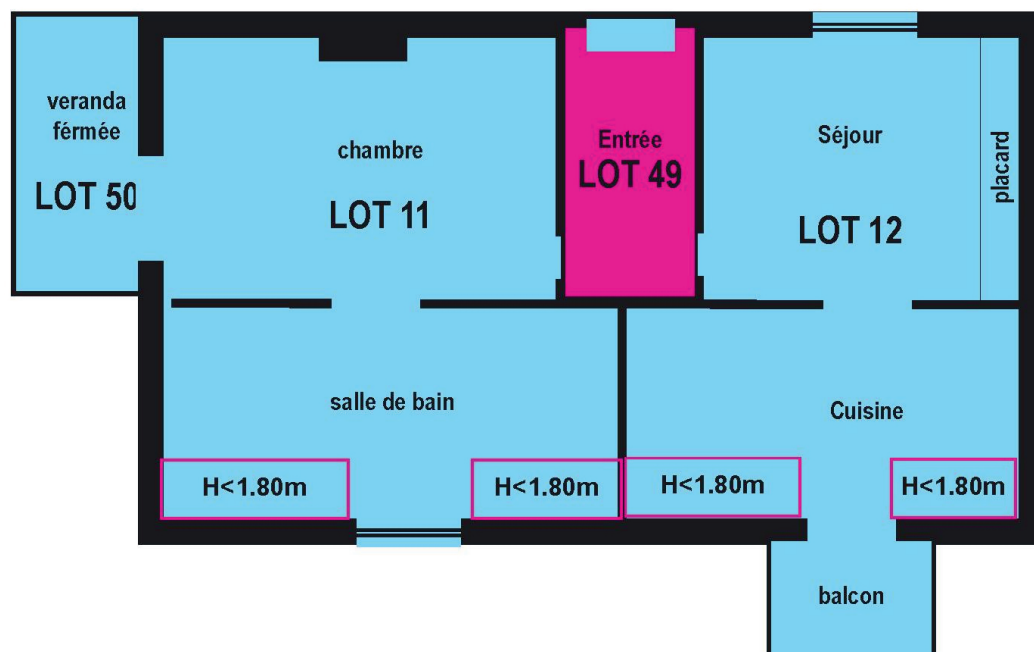 veranda
férmée
LOT 50
chambre
LOT 11
Entrée
LOT 49
Séjour
LOT 12
placard
salle de bain
Cuisine
H<1.80m
H<1.80m
H<1.80m
H<1.80m
balcon